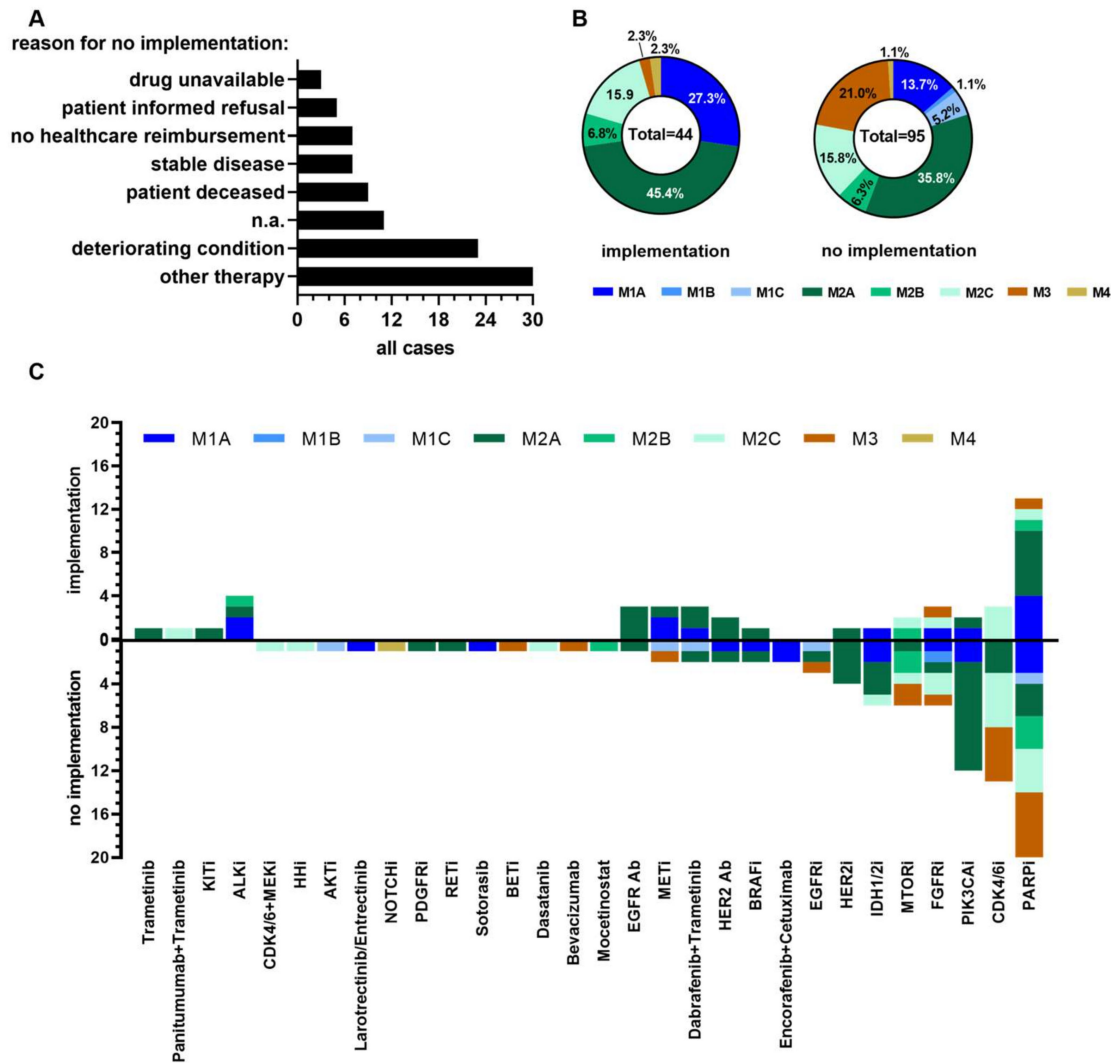 A
reason for no implementation:
drug unavailable
patient informed refusal
no healthcare reimbursement
stable disease
patient deceased
n.a.
deteriorating condition
other therapy
0 6 12 18 24 30
all cases
B
2.3% 2.3%
15.9 27.3%
6.8% Total=44
45.4%
implementation
1.1%
13.7% 1.1%
21.0% 5.2%
Total=95
15.8%
6.3% 35.8%
no implementation
M1A M1B M1C M2A M2B M2C M3 M4
C
M1A M1B M1C M2A M2B M2C M3 M4
20
16
12
8
4
0
4
8
12
16
20
implementation
no implementation
Trametinib
Panitumumab+Trametinib
KITi
ALKi
CDK4/6+MEKi
HHi
AKTi
Larotrectinib/Entrectinib
NOTCHi
PDGFRi
RETi
Sotorasib
BETi
Dasatanib
Bevacizumab
Mocetinostat
EGFR Ab
METi
Dabrafenib+Trametinib
HER2 Ab
BRAFi
Encorafenib+Cetuximab
EGFRi
HER2i
IDH1/2i
MTORi
FGFRi
PIK3CAi
CDK4/6i
PARPi